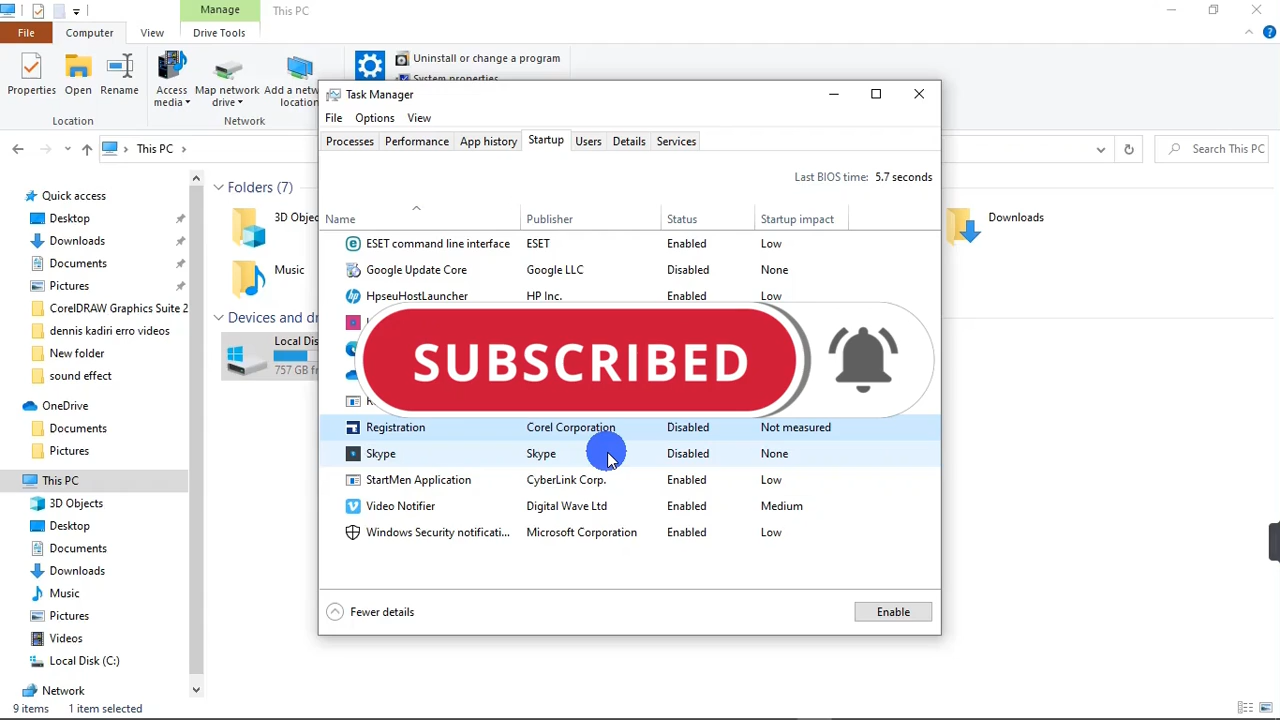 Manage
This PC
File
Computer
View
Drive Tools
Properties
Open
Rename
Access media
Map network drive
Add a new location
Uninstall or change a program
System properties
Location
Network
This PC
Search This PC
Quick access
Desktop
Downloads
Documents
Pictures
CorelDRAW Graphics Suite 2
dennis kadiri erro videos
New folder
sound effect
OneDrive
Documents
Pictures
This PC
3D Objects
Desktop
Documents
Downloads
Music
Pictures
Videos
Local Disk (C:)
Network
9 items
1 item selected
Folders (7)
3D Objec
Music
Downloads
Devices and dr
Local Dis
757 GB f
Task Manager
File Options View
Processes Performance App history Startup Users Details Services
Last BIOS time: 5.7 seconds
Name Publisher Status Startup impact
ESET command line interface ESET Enabled Low
Google Update Core Google LLC Disabled None
HpseuHostLauncher HP Inc. Enabled Low
SUBSCRIBED
Registration Corel Corporation Disabled Not measured
Skype Skype Disabled None
StartMen Application CyberLink Corp. Enabled Low
Video Notifier Digital Wave Ltd Enabled Medium
Windows Security notificati... Microsoft Corporation Enabled Low
Fewer details
Enable